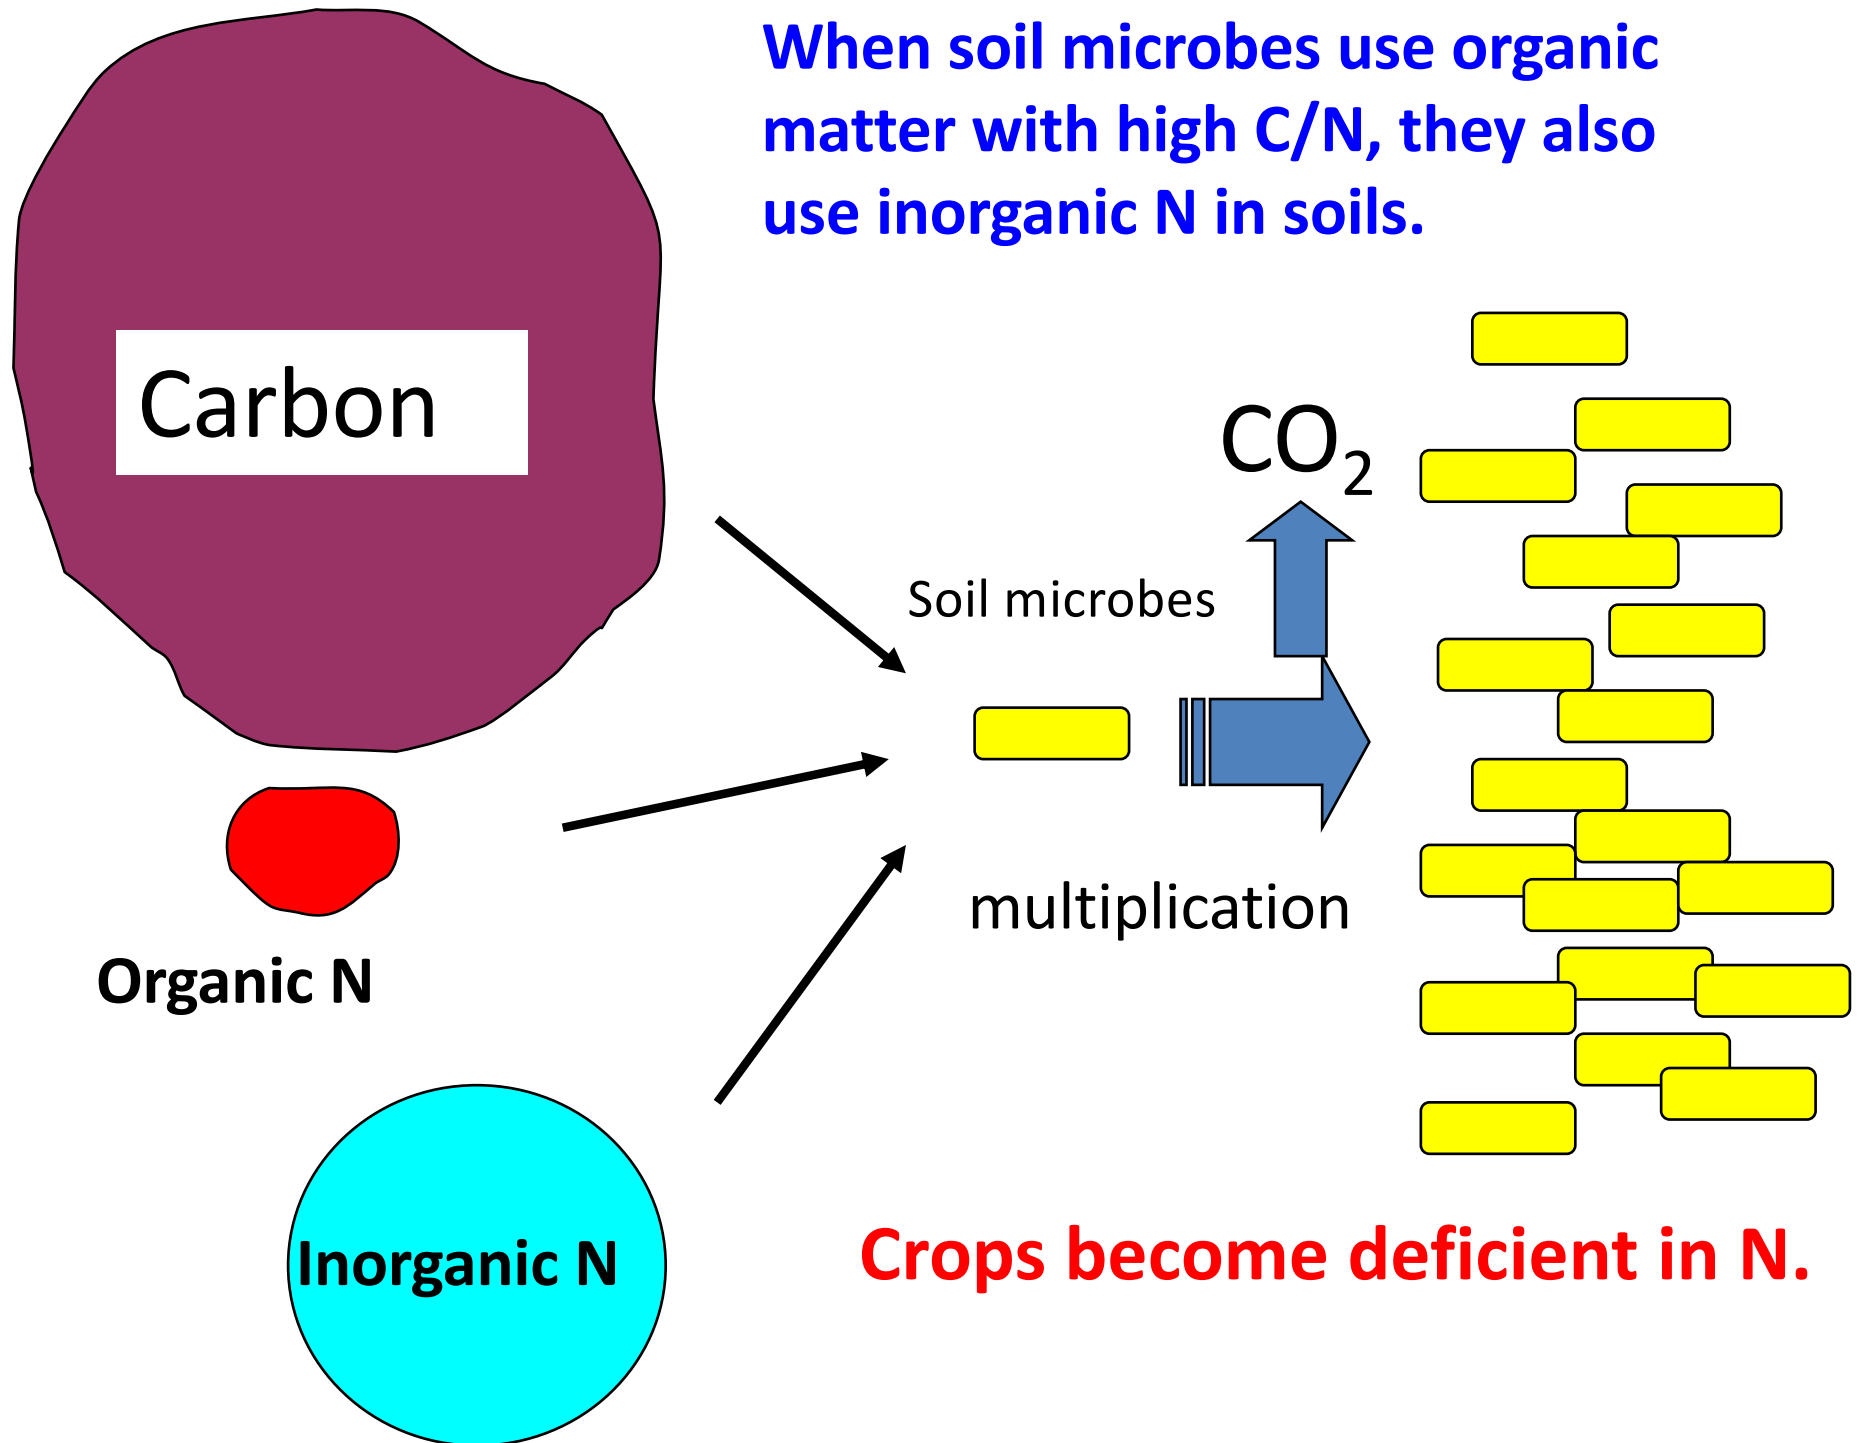 When soil microbes use organic
matter with high C/N, they also
use inorganic N in soils.
Carbon
CO₂
Soil microbes
multiplication
Organic N
Inorganic N
Crops become deficient in N.